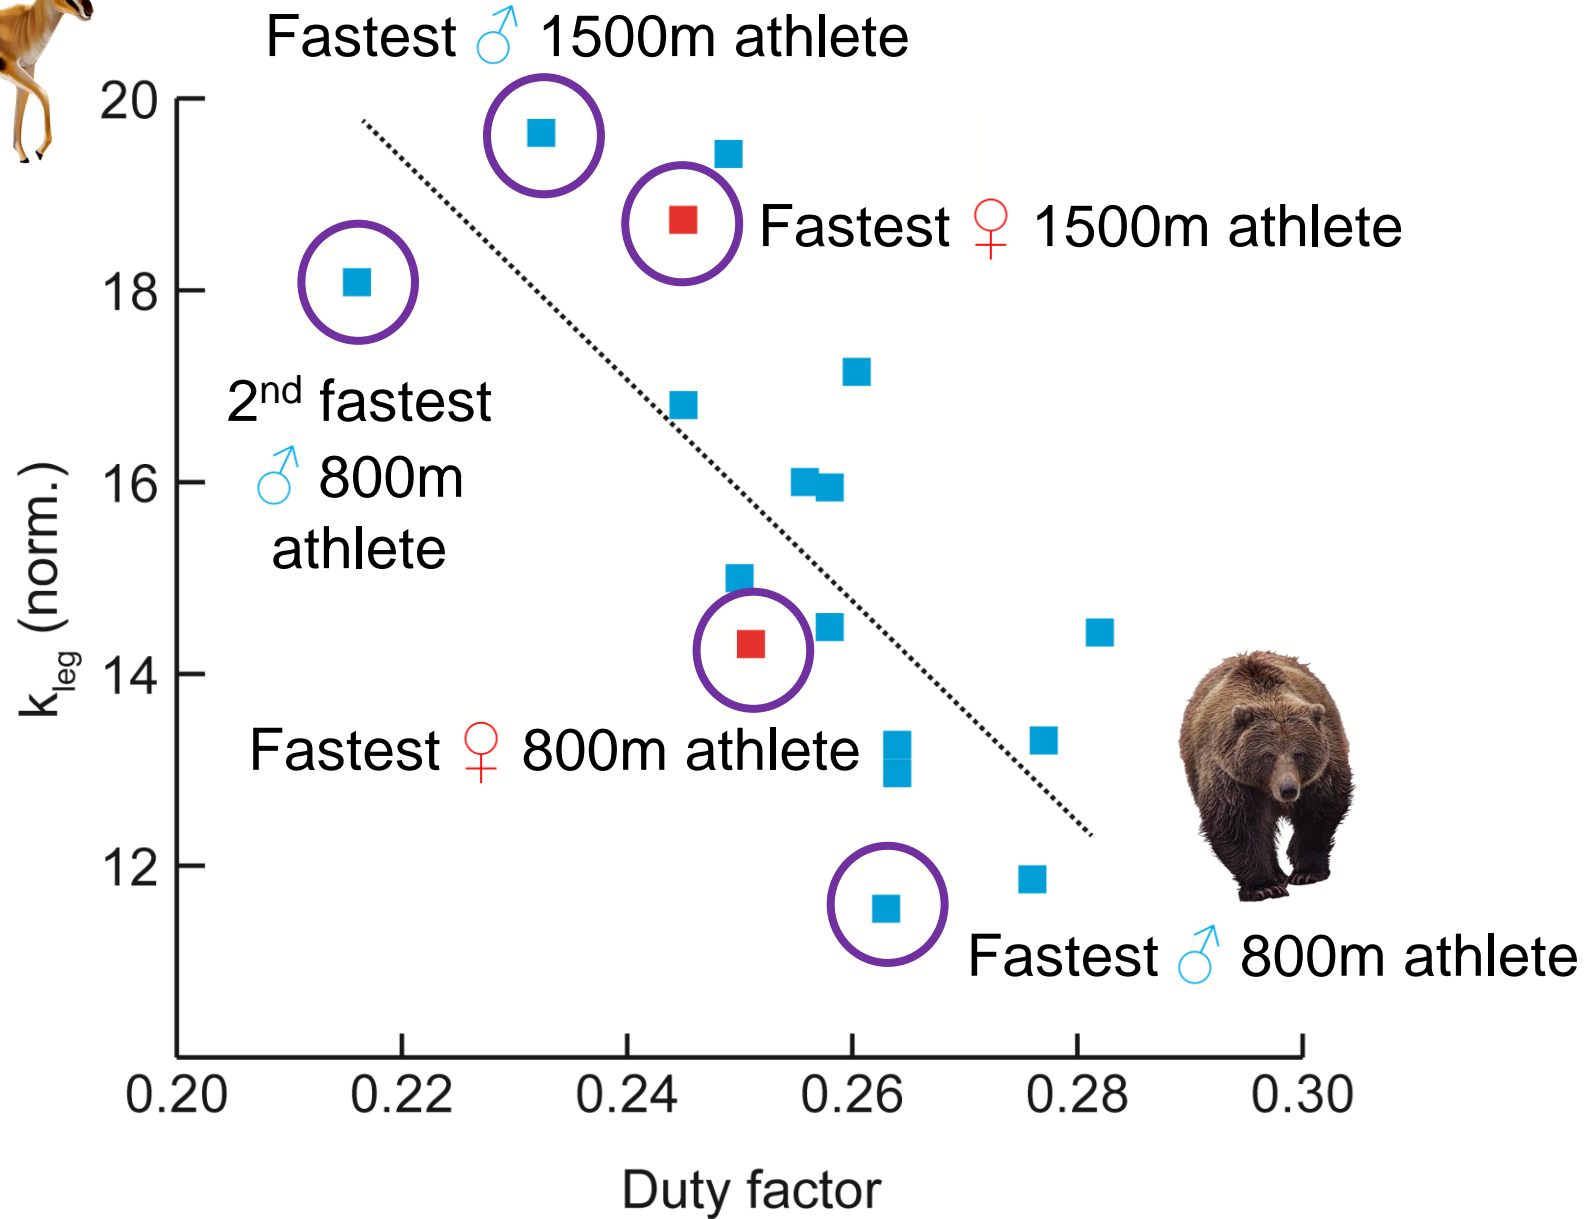 Fastest ♂ 1500m athlete
20
Fastest ♀ 1500m athlete
18
2nd fastest
♂ 800m
athlete
16
k_leg (norm.)
14
Fastest ♀ 800m athlete
12
Fastest ♂ 800m athlete
0.20 0.22 0.24 0.26 0.28 0.30
Duty factor